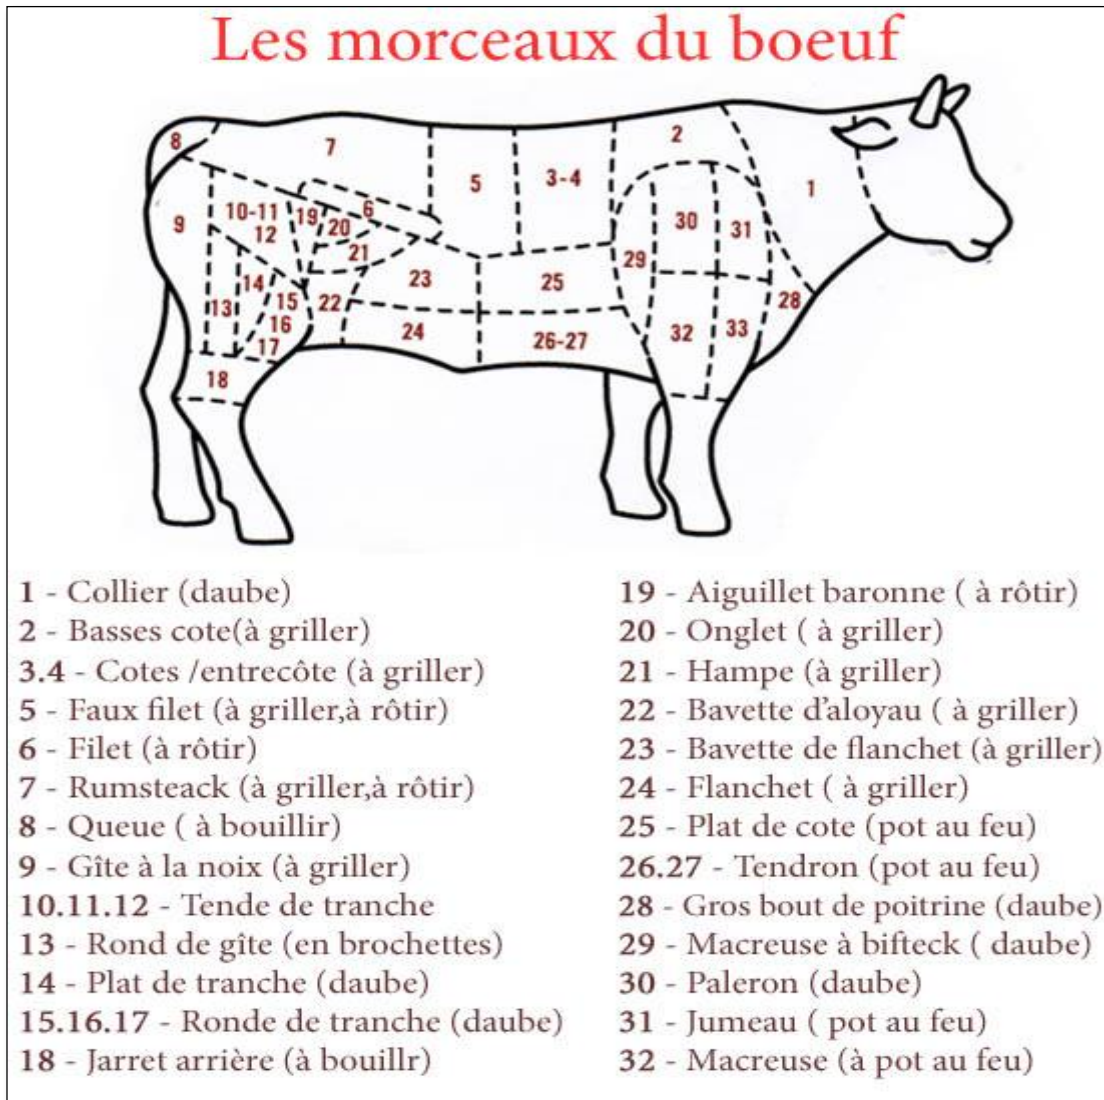 Les morceaux du boeuf
8
7
5
3-4
2
1
9
10-11
12
19
6
20
21
30
31
29
14
13
15
16
17
22
23
25
28
24
26-27
32
33
18
1 - Collier (daube)
2 - Basses cote(à griller)
3.4 - Cotes /entrecôte (à griller)
5 - Faux filet (à griller,à rôtir)
6 - Filet (à rôtir)
7 - Rumsteack (à griller,à rôtir)
8 - Queue ( à bouillir)
9 - Gîte à la noix (à griller)
10.11.12 - Tende de tranche
13 - Rond de gîte (en brochettes)
14 - Plat de tranche (daube)
15.16.17 - Ronde de tranche (daube)
18 - Jarret arrière (à bouillr)
19 - Aiguillet baronne ( à rôtir)
20 - Onglet ( à griller)
21 - Hampe (à griller)
22 - Bavette d'aloyau ( à griller)
23 - Bavette de flanchet (à griller)
24 - Flanchet ( à griller)
25 - Plat de cote (pot au feu)
26.27 - Tendron (pot au feu)
28 - Gros bout de poitrine (daube)
29 - Macreuse à bifteck ( daube)
30 - Paleron (daube)
31 - Jumeau ( pot au feu)
32 - Macreuse (à pot au feu)